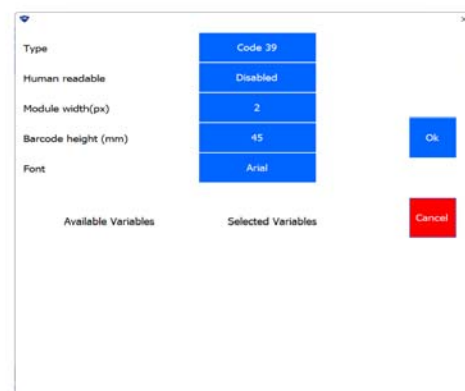 Type Code 39
Human readable Disabled
Module width(px) 2
Barcode height (mm) 45 Ok
Font Arial
Available Variables Selected Variables Cancel